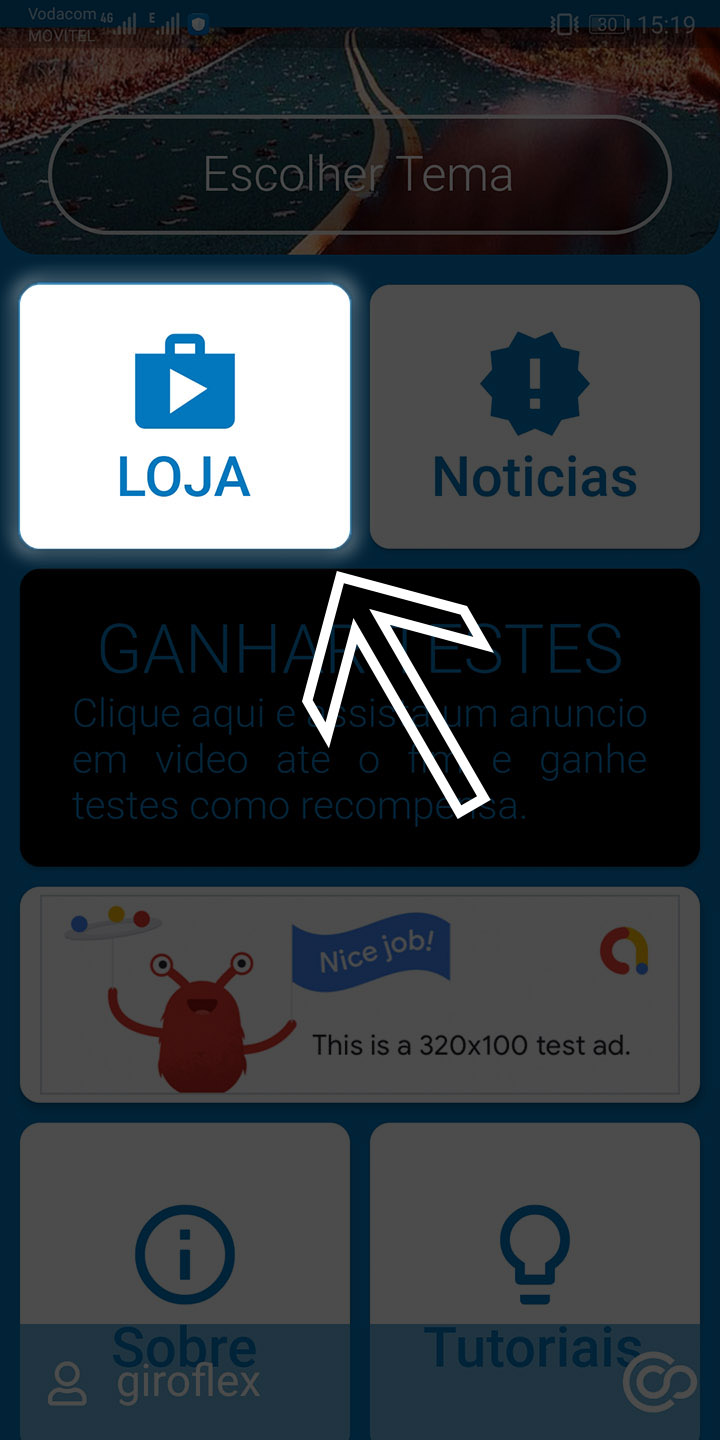 Vodacom 4G E 30 15:19
MOVITEL
Escolher Tema
LOJA
Noticias
GANHAR TESTES
Clique aqui e assista um anuncio
em video ate o fim e ganhe
testes como recompensa.
Nice job!
This is a 320x100 test ad.
Sobre
Tutoriais
giroflex